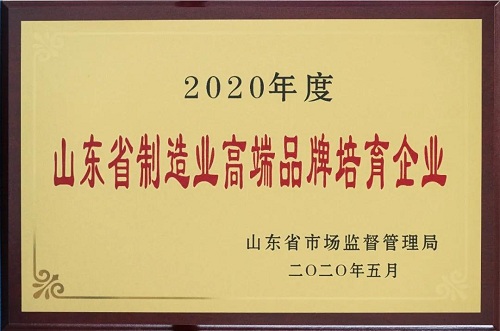 2020年度
山东省制造业高端品牌培育企业
山东省市场监督管理局
二〇二〇年五月